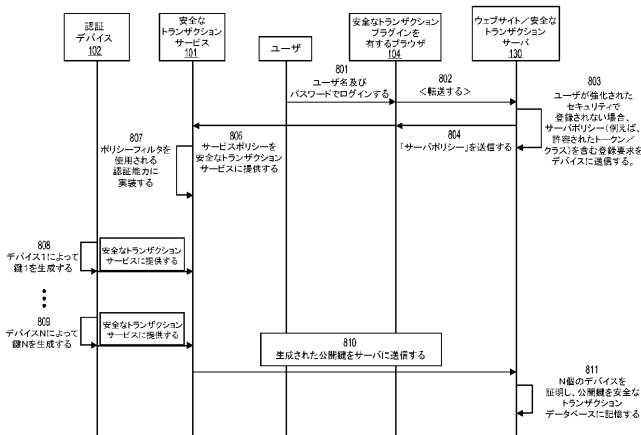 認証
デバイス
102
安全な
トランザクション
サービス
101
ユーザ
安全なトランザクション
プラグインを
有するブラウザ
104
ウェブサイト/安全な
トランザクション
サーバ
130
801
ユーザ名及び
パスワードでログインする
802
<転送する>
803
ユーザが強化された
セキュリティで
登録されない場合、
サーバポリシー(例えば、
許容されたトークン/
クラス)を含む登録要求を
デバイスに送信する。
804
「サーバポリシー」を送信する
806
サービスポリシーを
安全なトランザクション
サービスに提供する
807
ポリシーフィルタを
使用される
認証能力に
実装する
808
デバイス1によって
鍵1を生成する
安全なトランザクション
サービスに提供する
809
デバイスNによって
鍵Nを生成する
安全なトランザクション
サービスに提供する
810
生成された公開鍵をサーバに送信する
811
N個のデバイスを
証明し、公開鍵を安全な
トランザクション
データベースに記憶する